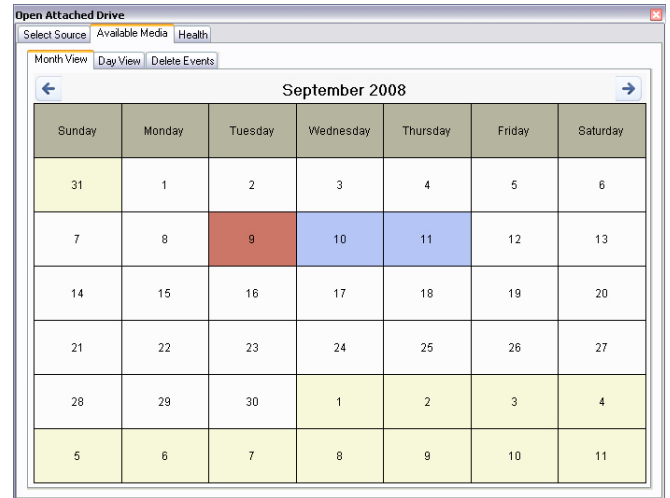 Open Attached Drive
Select Source Available Media Health
Month View Day View Delete Events
September 2008
Sunday Monday Tuesday Wednesday Thursday Friday Saturday
31 1 2 3 4 5 6
7 8 9 10 11 12 13
14 15 16 17 18 19 20
21 22 23 24 25 26 27
28 29 30 1 2 3 4
5 6 7 8 9 10 11